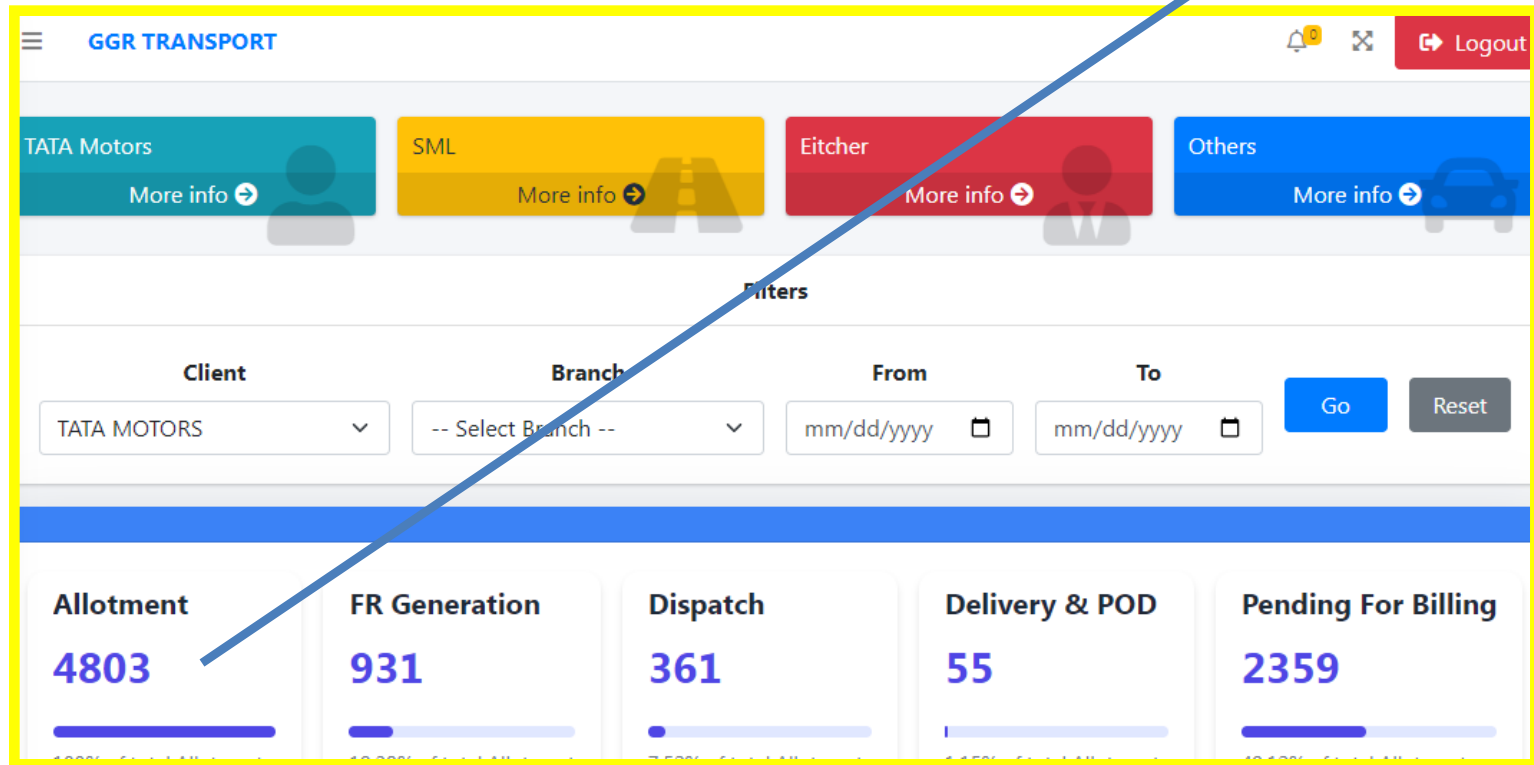 GGR TRANSPORT
0
Logout
TATA Motors
More info
SML
More info
Eitcher
More info
Others
More info
Filters
Client
Branch
From
To
TATA MOTORS
-- Select Branch --
mm/dd/yyyy
mm/dd/yyyy
Go
Reset
Allotment
4803
FR Generation
931
Dispatch
361
Delivery & POD
55
Pending For Billing
2359